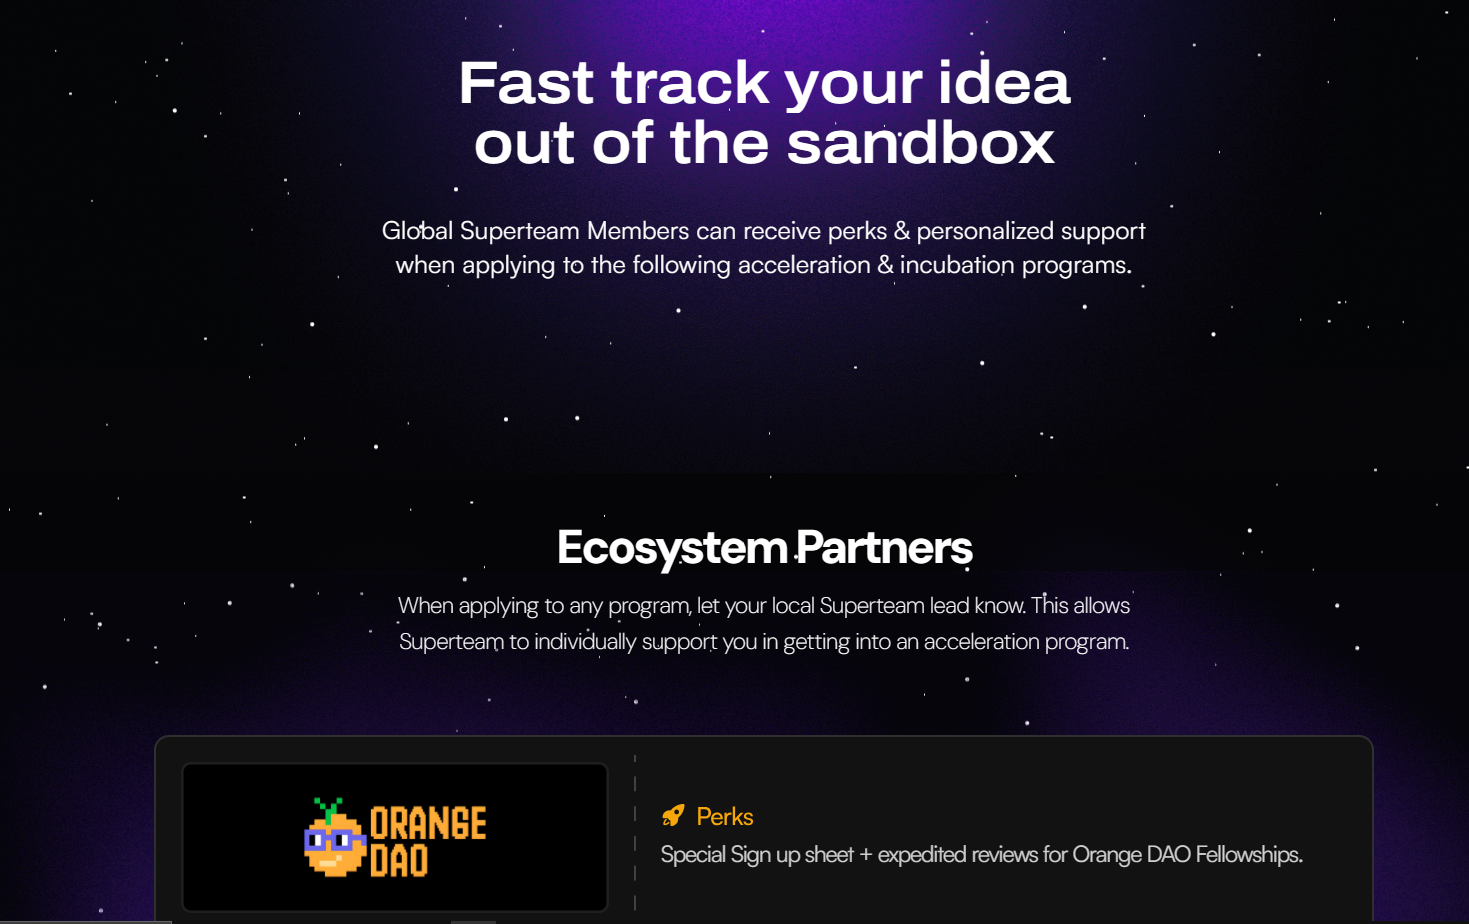 Fast track your idea
out of the sandbox
Global Superteam Members can receive perks & personalized support
when applying to the following acceleration & incubation programs.
Ecosystem Partners
When applying to any program, let your local Superteam lead know. This allows
Superteam to individually support you in getting into an acceleration program.
ORANGE
DAO
Perks
Special Sign up sheet + expedited reviews for Orange DAO Fellowships.